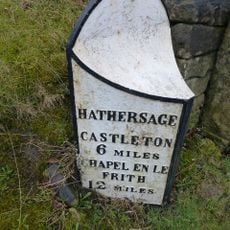 HATHERSAGE
CASTLETON
6 MILES
CHAPEL EN LE
FRITH
12 MILES